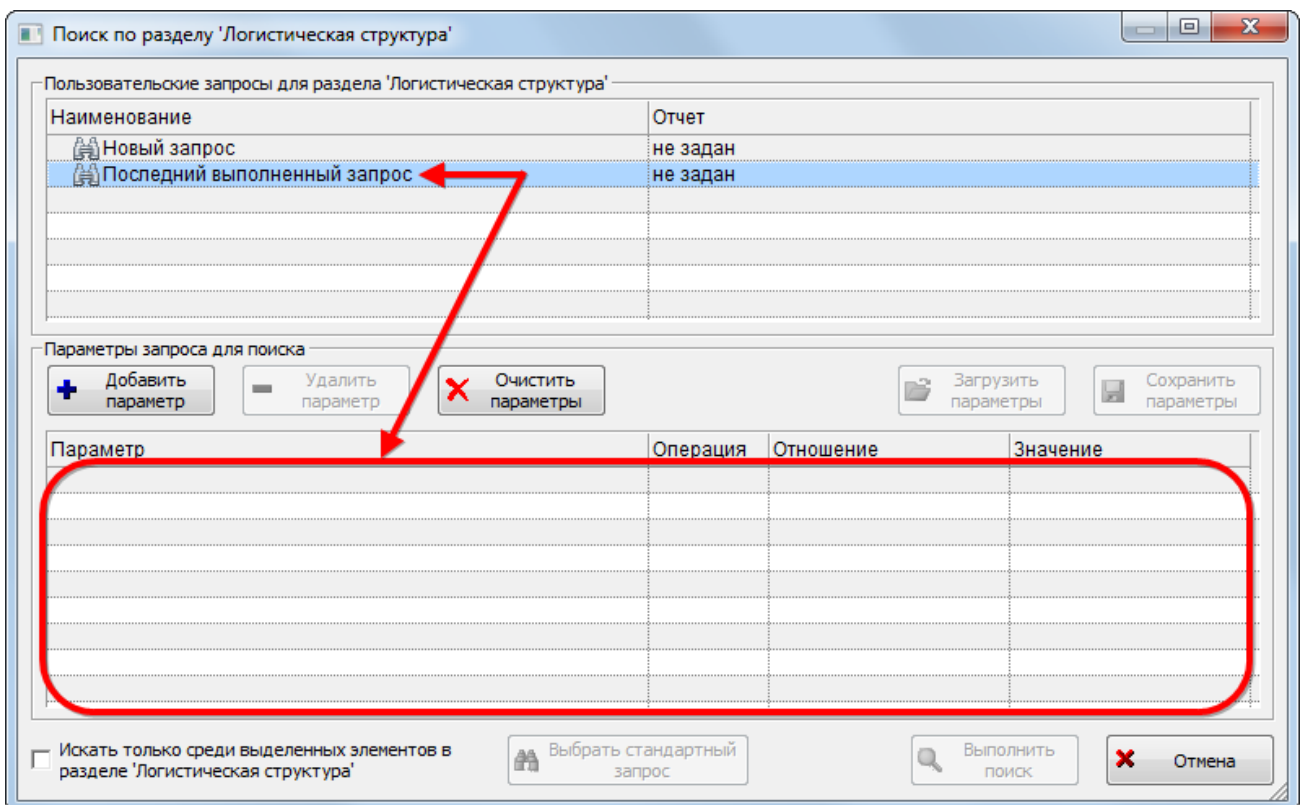 Поиск по разделу 'Логистическая структура'
Пользовательские запросы для раздела 'Логистическая структура'
Наименование Отчет
Новый запрос не задан
Последний выполненный запрос не задан
Параметры запроса для поиска
Добавить параметр
Удалить параметр
Очистить параметры
Загрузить параметры
Сохранить параметры
Параметр Операция Отношение Значение
Искать только среди выделенных элементов в
разделе 'Логистическая структура'
Выбрать стандартный
запрос
Выполнить
поиск
Отмена